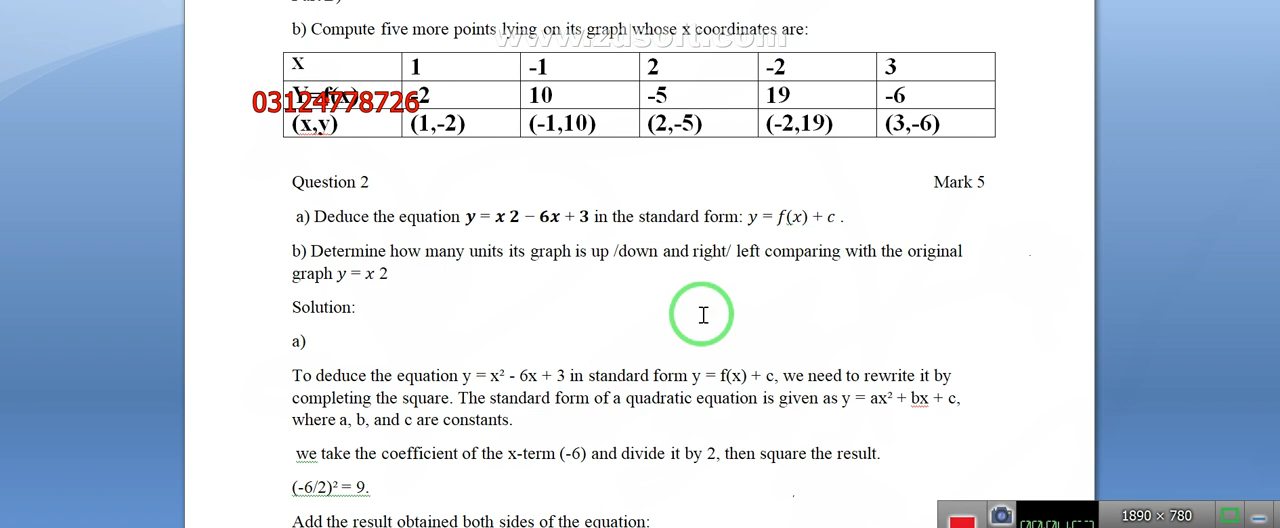 b) Compute five more points lying on its graph whose x coordinates are:
www.zdsoft.com
X 1 -1 2 -2 3
Y=f(x) -2 10 -5 19 -6
03124778726
(x,y) (1,-2) (-1,10) (2,-5) (-2,19) (3,-6)
Question 2 Mark 5
a) Deduce the equation y = x 2 − 6x + 3 in the standard form: y = f(x) + c .
b) Determine how many units its graph is up /down and right/ left comparing with the original
graph y = x 2
Solution:
a)
To deduce the equation y = x² - 6x + 3 in standard form y = f(x) + c, we need to rewrite it by
completing the square. The standard form of a quadratic equation is given as y = ax² + bx + c,
where a, b, and c are constants.
we take the coefficient of the x-term (-6) and divide it by 2, then square the result.
(-6/2)² = 9.
Add the result obtained both sides of the equation:
1890 × 780